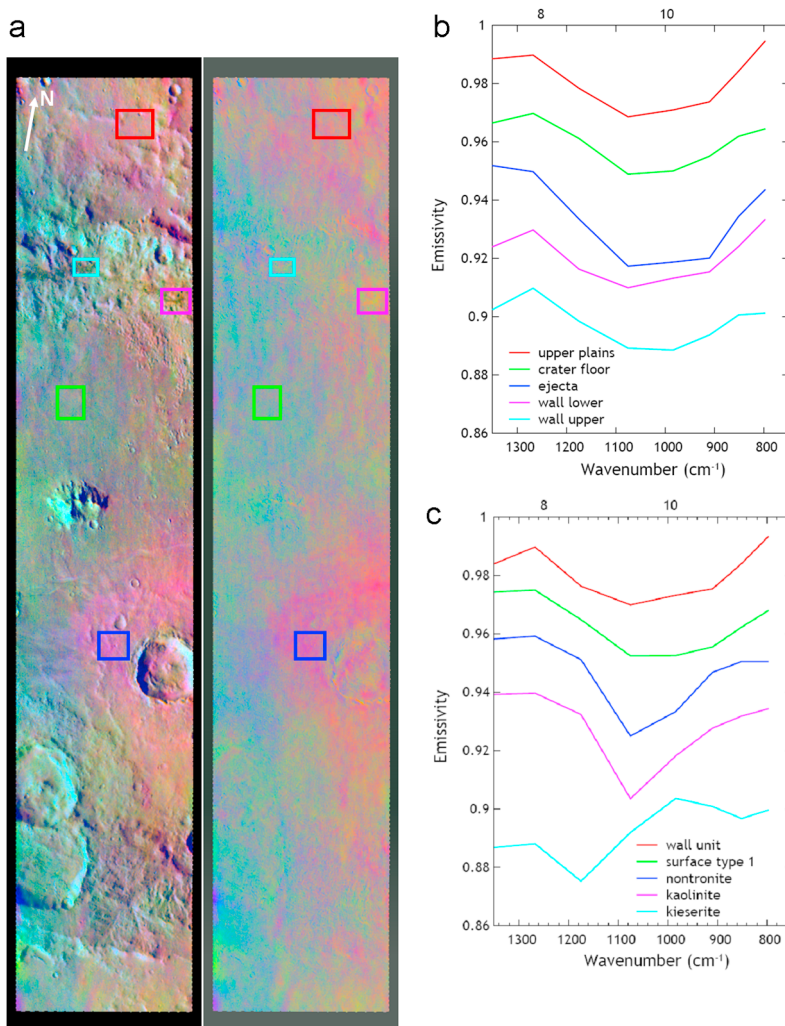 a
N
b
8
10
1
0.98
0.96
0.94
0.92
0.9
0.88
0.86
Emissivity
upper plains
crater floor
ejecta
wall lower
wall upper
1300
1200
1100
1000
900
800
Wavenumber (cm⁻¹)
c
8
10
1
0.98
0.96
0.94
0.92
0.9
0.88
0.86
Emissivity
wall unit
surface type 1
nontronite
kaolinite
kieserite
1300
1200
1100
1000
900
800
Wavenumber (cm⁻¹)